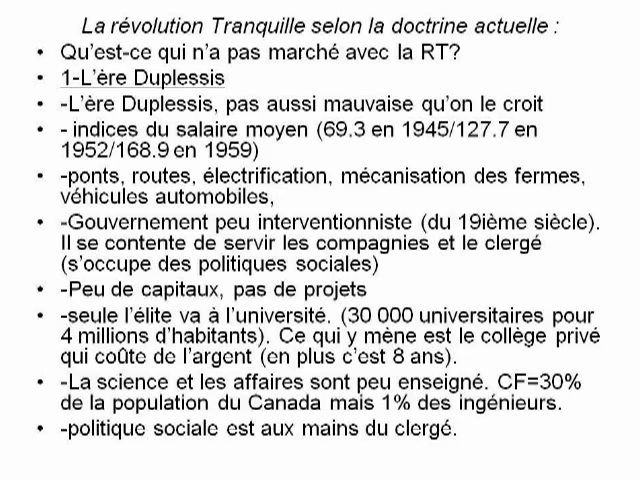 La révolution Tranquille selon la doctrine actuelle :
• Qu'est-ce qui n'a pas marché avec la RT?
• 1-L'ère Duplessis
• -L'ère Duplessis, pas aussi mauvaise qu'on le croit
• - indices du salaire moyen (69.3 en 1945/127.7 en
1952/168.9 en 1959)
• -ponts, routes, électrification, mécanisation des fermes,
véhicules automobiles,
• -Gouvernement peu interventionniste (du 19ième siècle).
Il se contente de servir les compagnies et le clergé
(s'occupe des politiques sociales)
• -Peu de capitaux, pas de projets
• -seule l'élite va à l'université. (30 000 universitaires pour
4 millions d'habitants). Ce qui y mène est le collège privé
qui coûte de l'argent (en plus c'est 8 ans).
• -La science et les affaires sont peu enseigné. CF=30%
de la population du Canada mais 1% des ingénieurs.
• -politique sociale est aux mains du clergé.